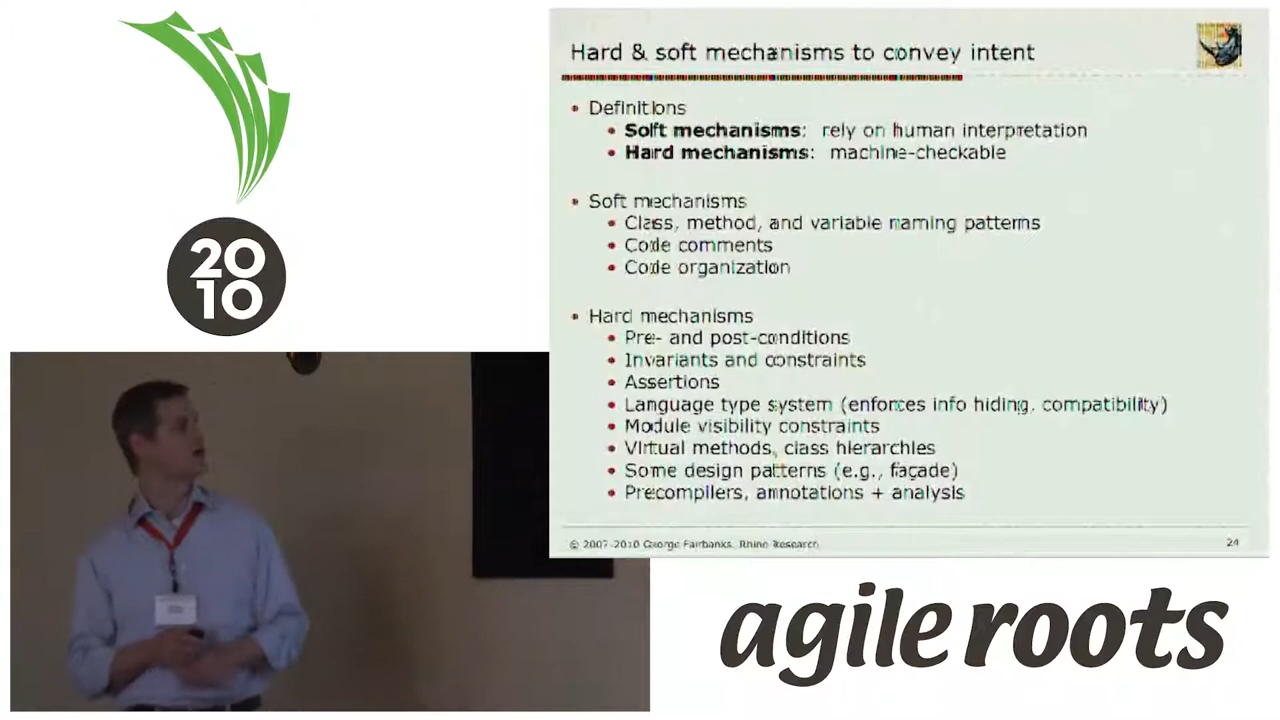 Hard & soft mechanisms to convey intent
• Definitions
• Soft mechanisms: rely on human interpretation
• Hard mechanisms: machine-checkable
• Soft mechanisms
• Class, method, and variable naming patterns
• Code comments
• Code organization
• Hard mechanisms
• Pre- and post-conditions
• Invariants and constraints
• Assertions
• Language type system (enforces info hiding, compatibility)
• Module visibility constraints
• Virtual methods, class hierarchies
• Some design patterns (e.g., façade)
• Precompilers, annotations + analysis
© 2007-2010 George Fairbanks, Rhino Research
24
20
10
agile roots